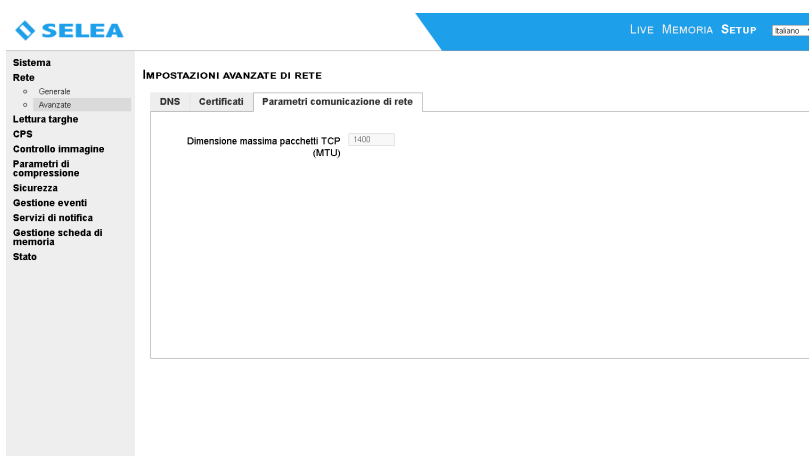 SELEA
LIVE MEMORIA SETUP Italiano
Sistema
Rete
Generale
Avanzate
Lettura targhe
CPS
Controllo immagine
Parametri di
compressione
Sicurezza
Gestione eventi
Servizi di notifica
Gestione scheda di
memoria
Stato
IMPOSTAZIONI AVANZATE DI RETE
DNS Certificati Parametri comunicazione di rete
Dimensione massima pacchetti TCP 1400
(MTU)